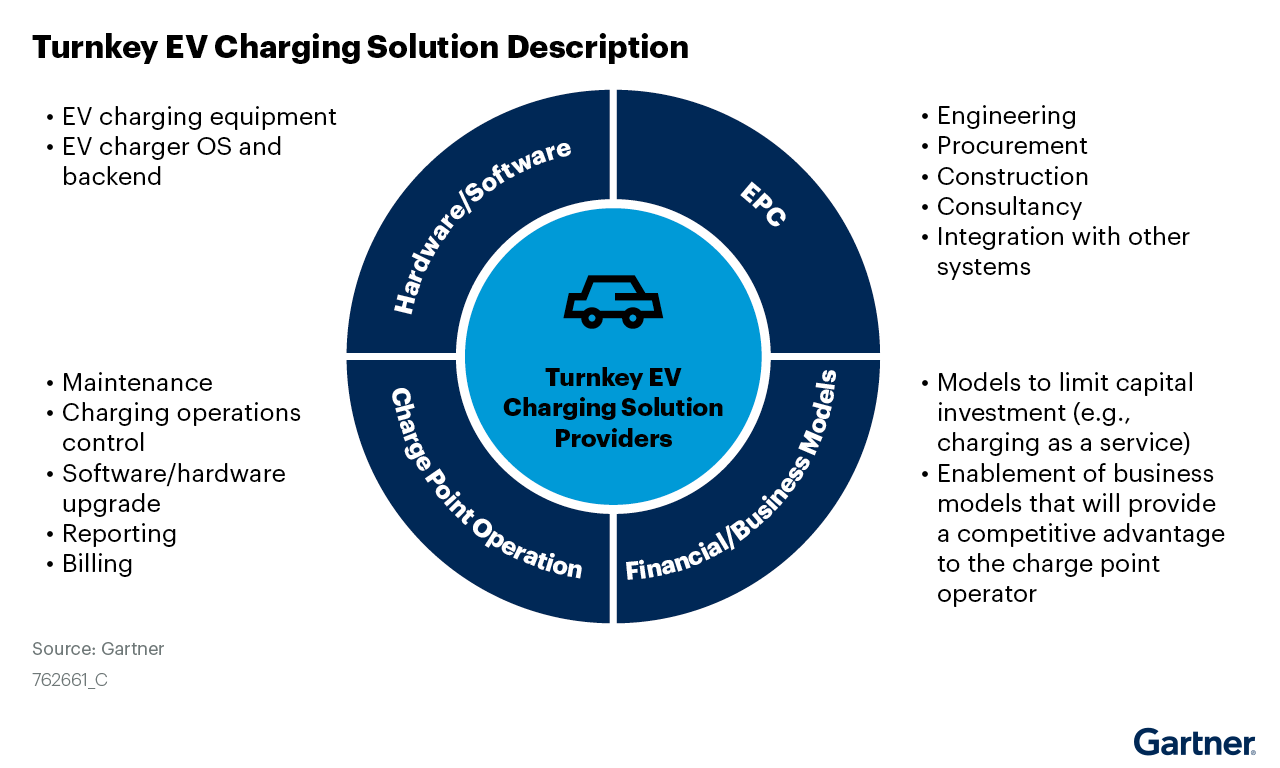 Turnkey EV Charging Solution Description
• EV charging equipment
• EV charger OS and
backend
Hardware/Software
EPC
• Engineering
• Procurement
• Construction
• Consultancy
• Integration with other
systems
Turnkey EV
Charging Solution
Providers
• Maintenance
• Charging operations
control
• Software/hardware
upgrade
• Reporting
• Billing
Charge Point Operation
Financial/Business Models
• Models to limit capital
investment (e.g.,
charging as a service)
• Enablement of business
models that will provide
a competitive advantage
to the charge point
operator
Source: Gartner
762661_C
Gartner®